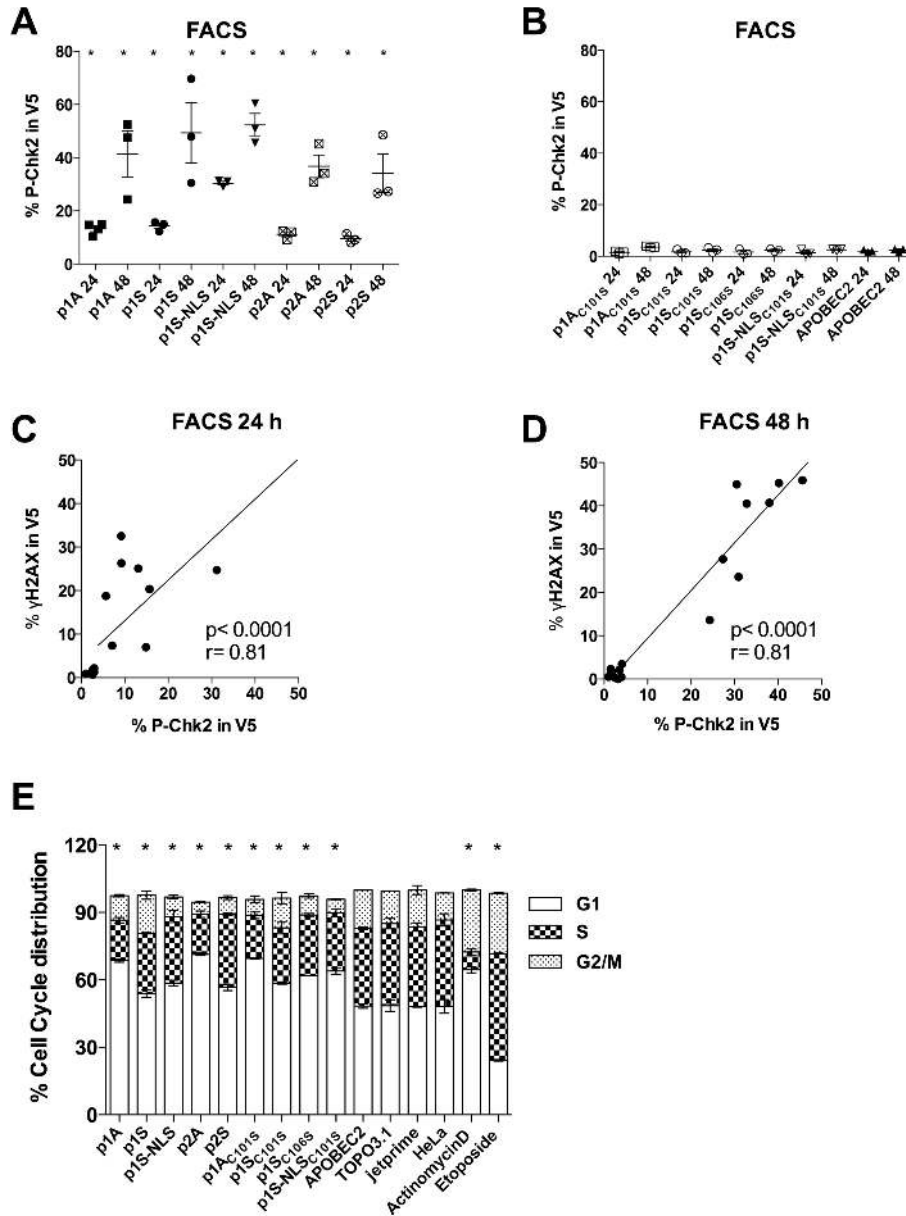 A
FACS
* * * * * * * * * *
80
60
40
20
0
% P-Chk2 in V5
p1A 24
p1A 48
p1S 24
p1S 48
p1S-NLS 24
p1S-NLS 48
p2A 24
p2A 48
p2S 24
p2S 48
B
FACS
80
60
40
20
0
% P-Chk2 in V5
p1AC101S 24
p1AC101S 48
p1SC101S 24
p1SC101S 48
p1SC106S 24
p1SC106S 48
p1S-NLSC101S 24
p1S-NLSC101S 48
APOBEC2 24
APOBEC2 48
C
FACS 24 h
50
40
30
20
10
0
% γH2AX in V5
p< 0.0001
r= 0.81
0 10 20 30 40 50
% P-Chk2 in V5
D
FACS 48 h
50
40
30
20
10
0
% γH2AX in V5
p< 0.0001
r= 0.81
0 10 20 30 40 50
% P-Chk2 in V5
E
120
90
60
30
0
% Cell Cycle distribution
* * * * * * * * * * *
G1
S
G2/M
p1A
p1S
p1S-NLS
p2A
p2S
p1AC101S
p1SC101S
p1SC106S
p1S-NLSC101S
APOBEC2
TOPO3.1
jetprime
HeLa
ActinomycinD
Etoposide